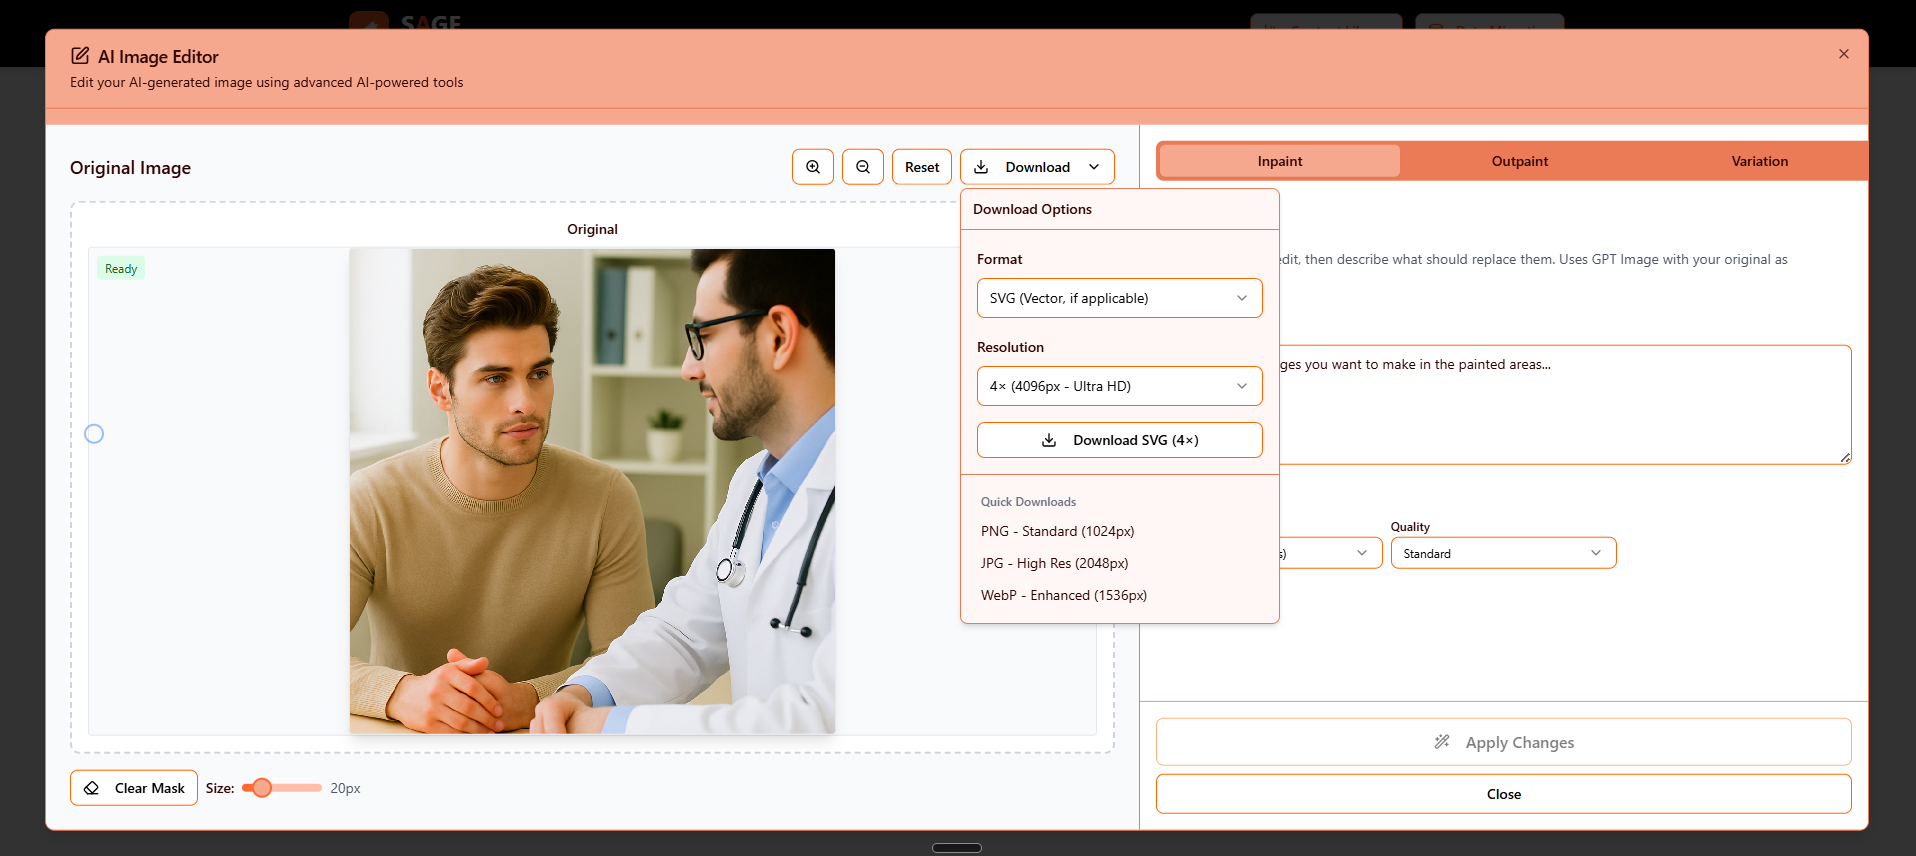 SAGE
AI Image Editor
Edit your AI-generated image using advanced AI-powered tools
Original Image
Reset
Download
Inpaint
Outpaint
Variation
Download Options
Original
Ready
Format
edit, then describe what should replace them. Uses GPT Image with your original as
SVG (Vector, if applicable)
Resolution
ges you want to make in the painted areas...
4× (4096px - Ultra HD)
Download SVG (4×)
Quick Downloads
PNG - Standard (1024px)
Quality
s)
Standard
JPG - High Res (2048px)
WebP - Enhanced (1536px)
Apply Changes
Clear Mask
Size:
20px
Close